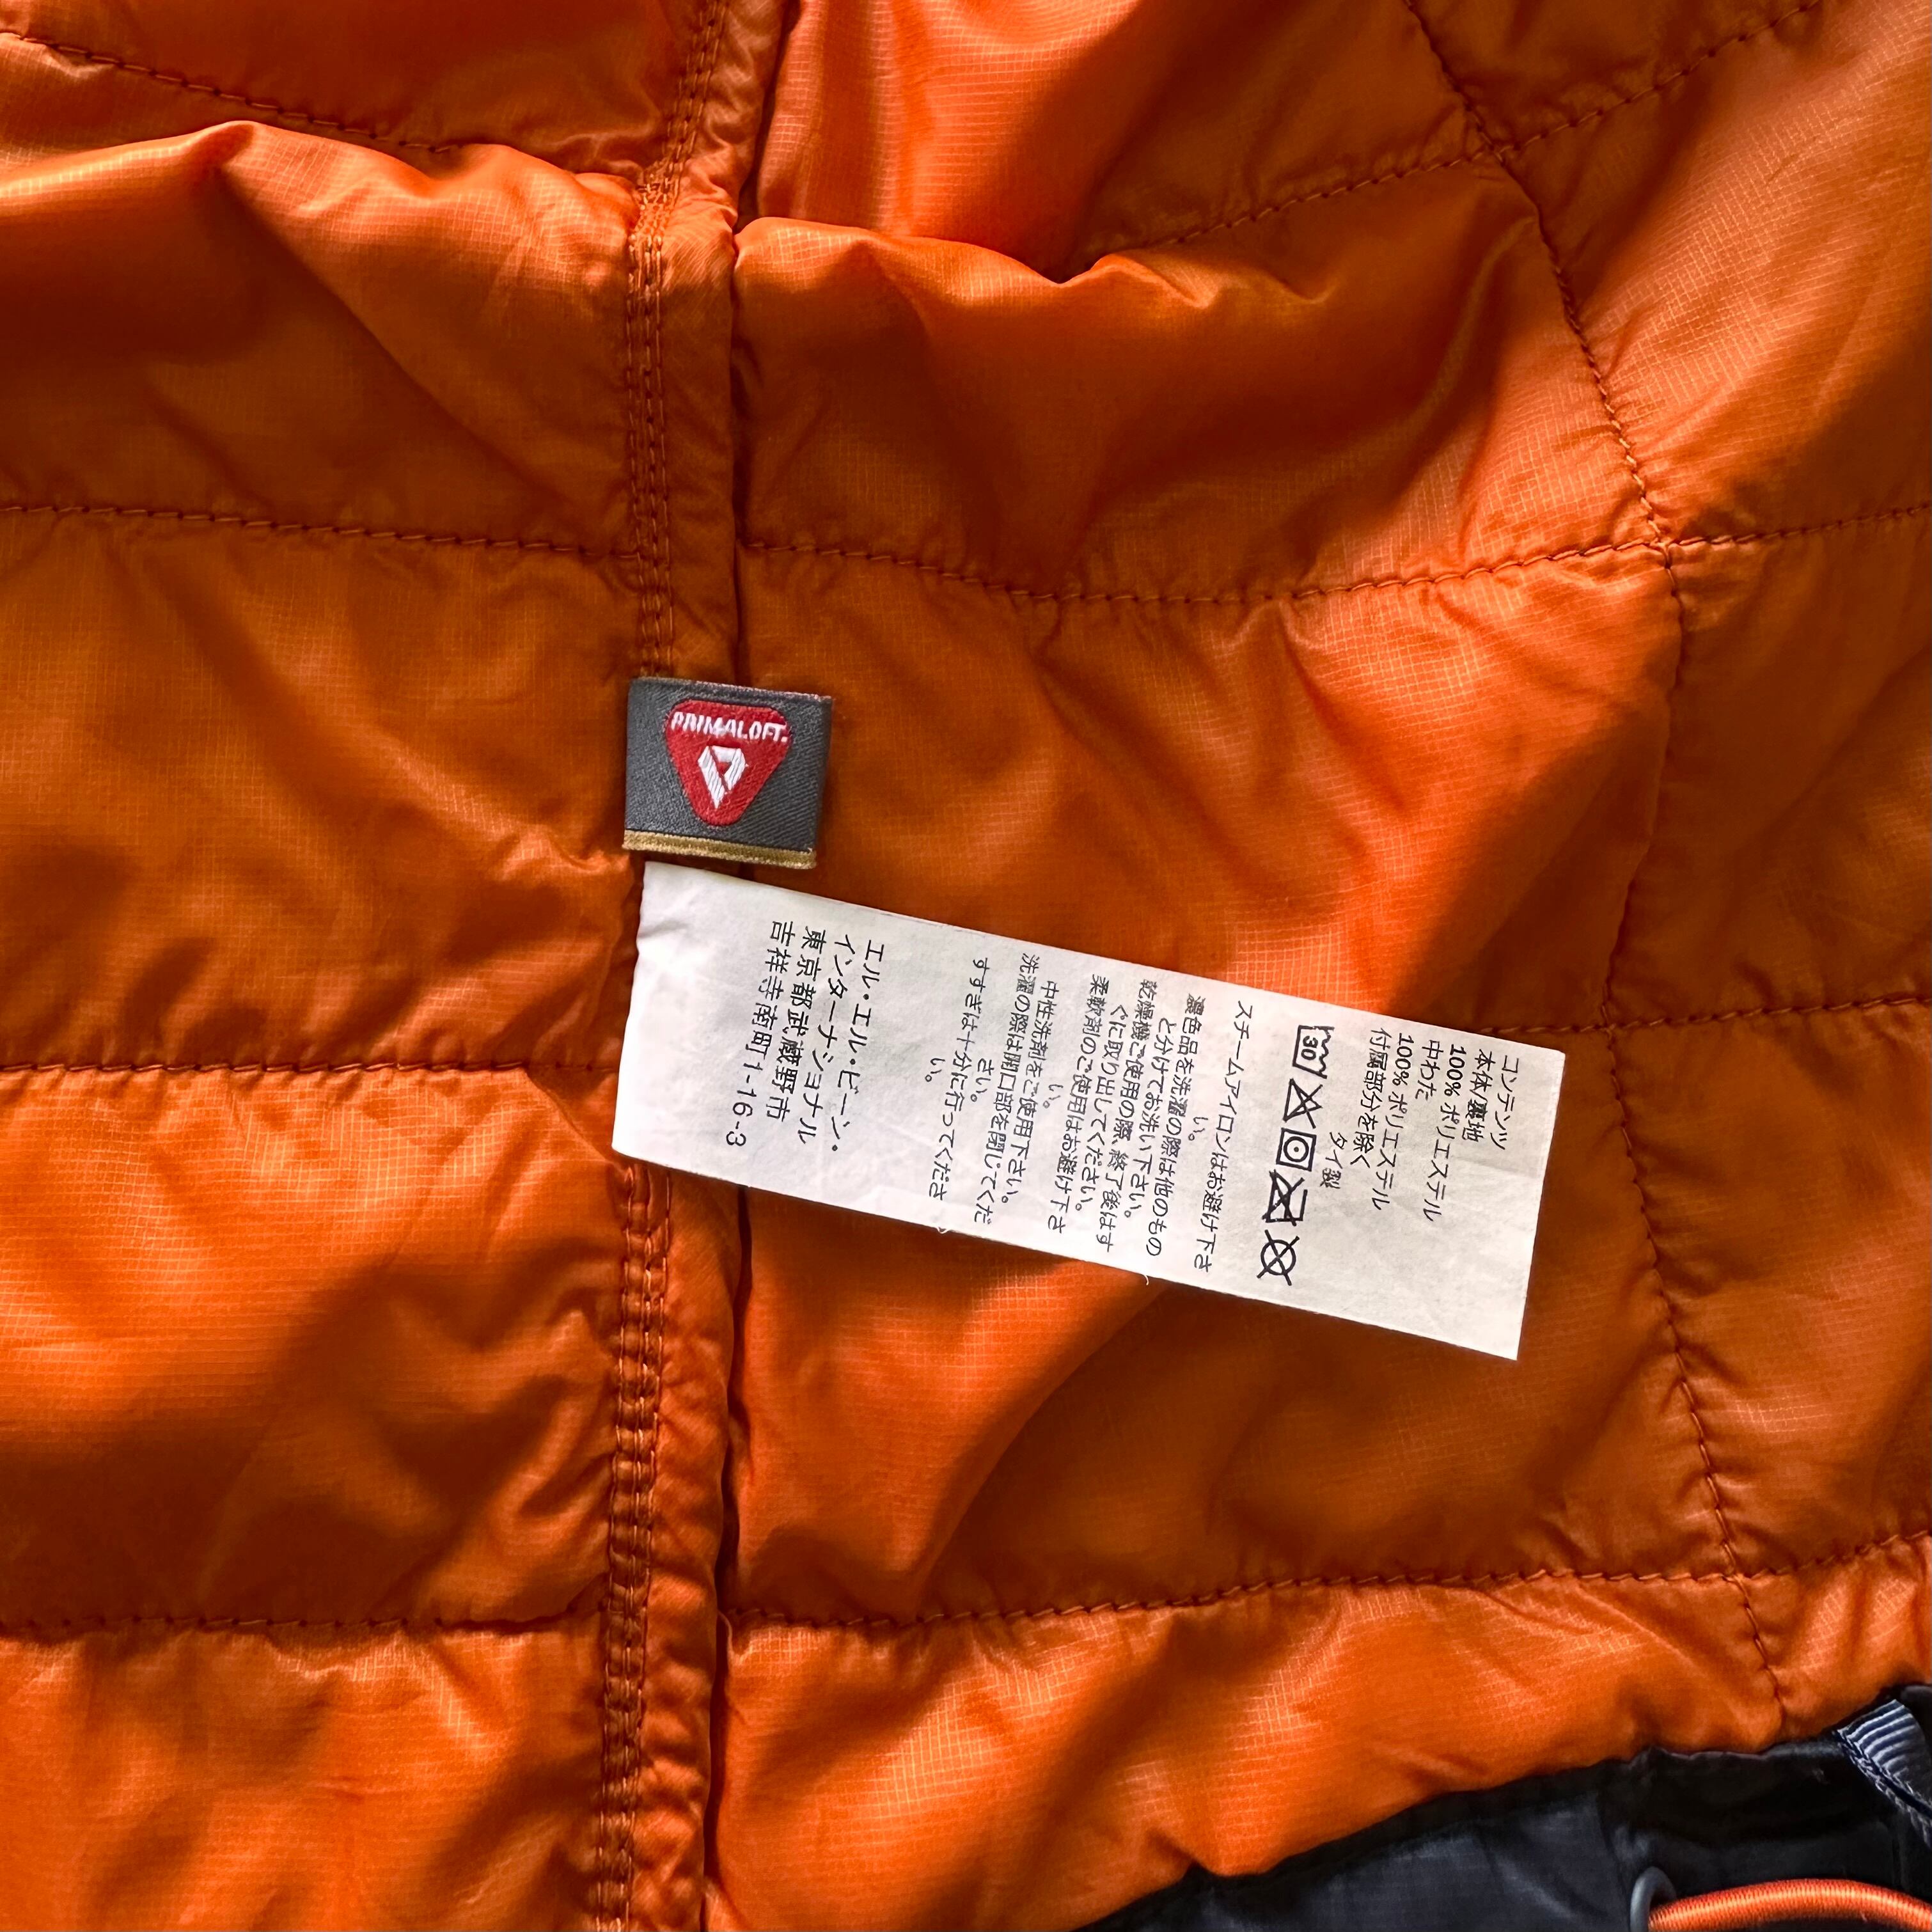 PRIMALOFT.
コンテンツ
本体/裏地
100% ポリエステル
中わた
100% ポリエステル
付属部分を除く
タイ製
30
スチームアイロンはお避け下さ
い。
濃色品を洗濯の際は他のもの
と分けてお洗い下さい。
乾燥機ご使用の際、終了後はす
ぐに取り出してください。
柔軟剤のご使用はお避け下さ
い。
中性洗剤をご使用下さい。
洗濯の際は開口部を閉じてくだ
さい。
すすぎは十分に行ってくださ
い。
エル・エル・ビーン・
インターナショナル
東京都武蔵野市
吉祥寺南町1-16-3